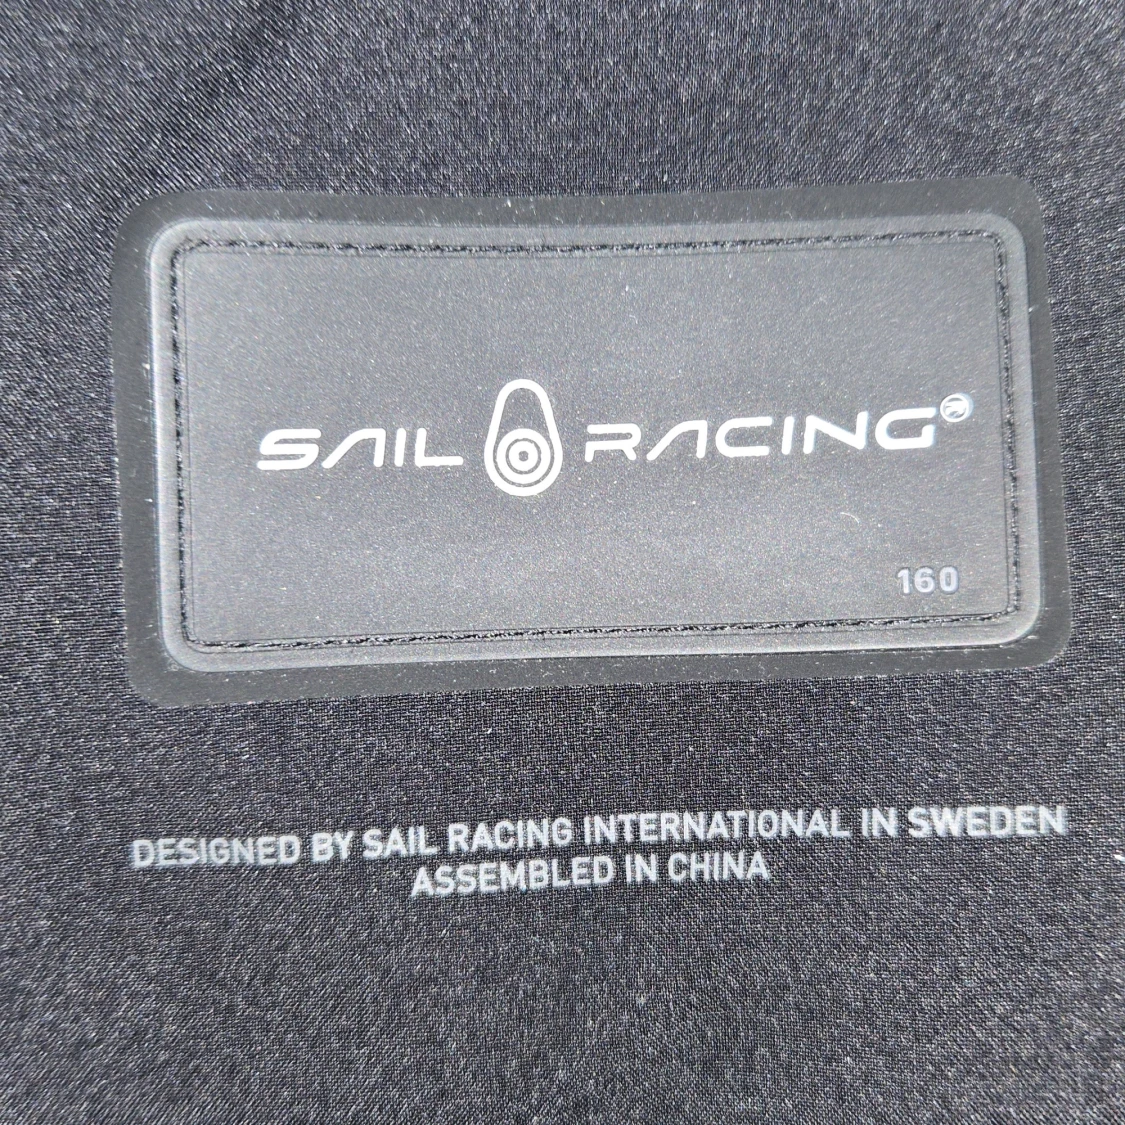 SAIL RACING®
160
DESIGNED BY SAIL RACING INTERNATIONAL IN SWEDEN
ASSEMBLED IN CHINA